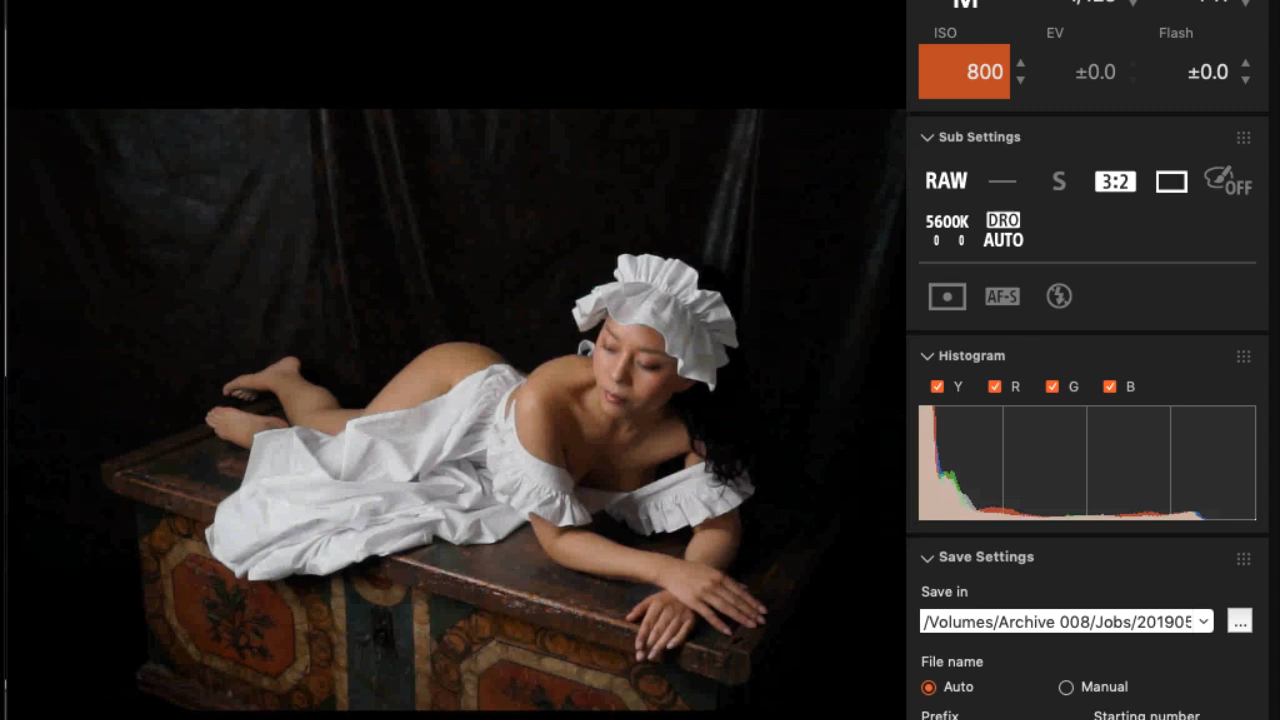 M
ISO EV Flash
800 ±0.0 ±0.0
Sub Settings
RAW — S 3:2 OFF
5600K DRO
0 0 AUTO
AF-S
Histogram
Y R G B
Save Settings
Save in
/Volumes/Archive 008/Jobs/201905 ...
File name
Auto Manual
Prefix Starting number